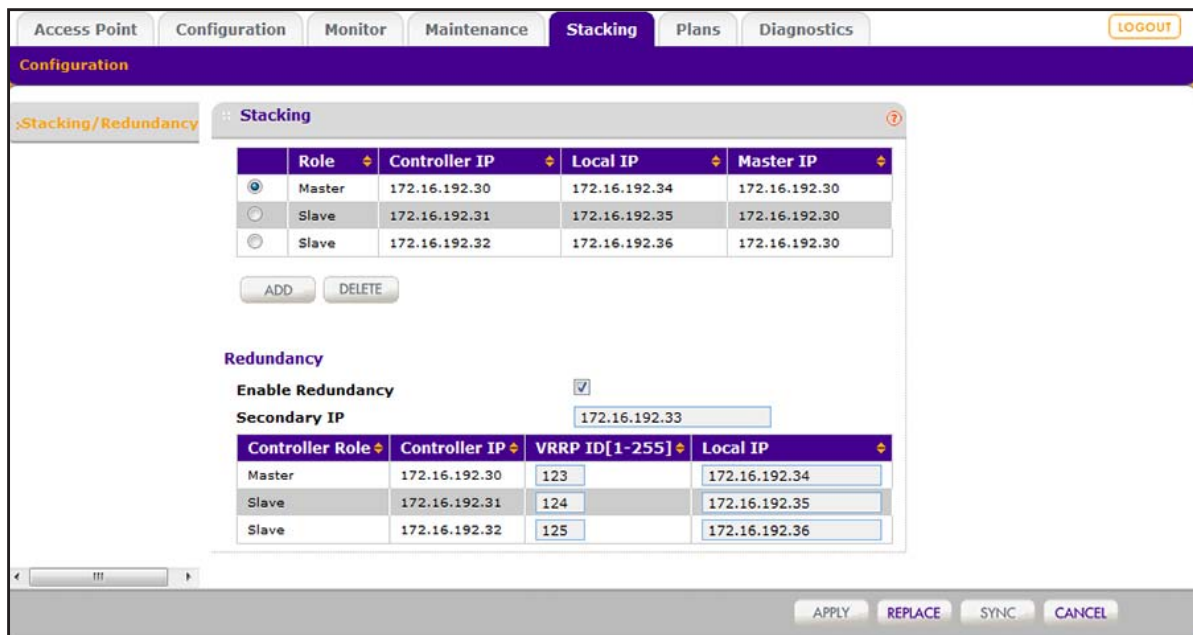 Access Point Configuration Monitor Maintenance Stacking Plans Diagnostics LOGOUT
Configuration
Stacking/Redundancy
Stacking ?
Role Controller IP Local IP Master IP
Master 172.16.192.30 172.16.192.34 172.16.192.30
Slave 172.16.192.31 172.16.192.35 172.16.192.30
Slave 172.16.192.32 172.16.192.36 172.16.192.30
ADD DELETE
Redundancy
Enable Redundancy
Secondary IP 172.16.192.33
Controller Role Controller IP VRRP ID[1-255] Local IP
Master 172.16.192.30 123 172.16.192.34
Slave 172.16.192.31 124 172.16.192.35
Slave 172.16.192.32 125 172.16.192.36
APPLY REPLACE SYNC CANCEL